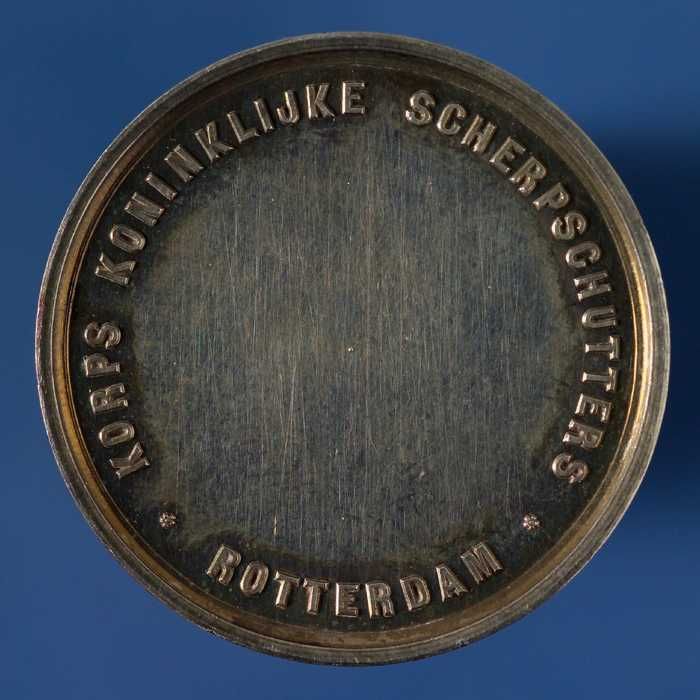 KORPS KONINKLIJKE SCHERPSCHUTTERS
* ROTTERDAM *